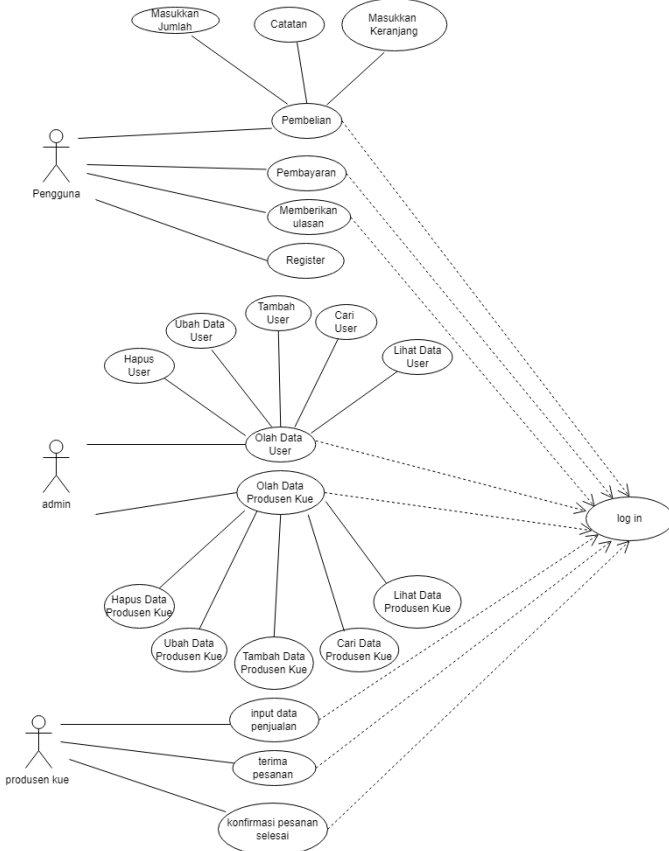 Masukkan
Jumlah
Catatan
Masukkan
Keranjang
Pembelian
Pengguna
Pembayaran
Memberikan
ulasan
Register
Hapus
User
Ubah Data
User
Tambah
User
Cari
User
Lihat Data
User
admin
Olah Data
User
Olah Data
Produsen Kue
log in
Hapus Data
Produsen Kue
Ubah Data
Produsen Kue
Tambah Data
Produsen Kue
Cari Data
Produsen Kue
Lihat Data
Produsen Kue
produsen kue
input data
penjualan
terima
pesanan
konfirmasi pesanan
selesai